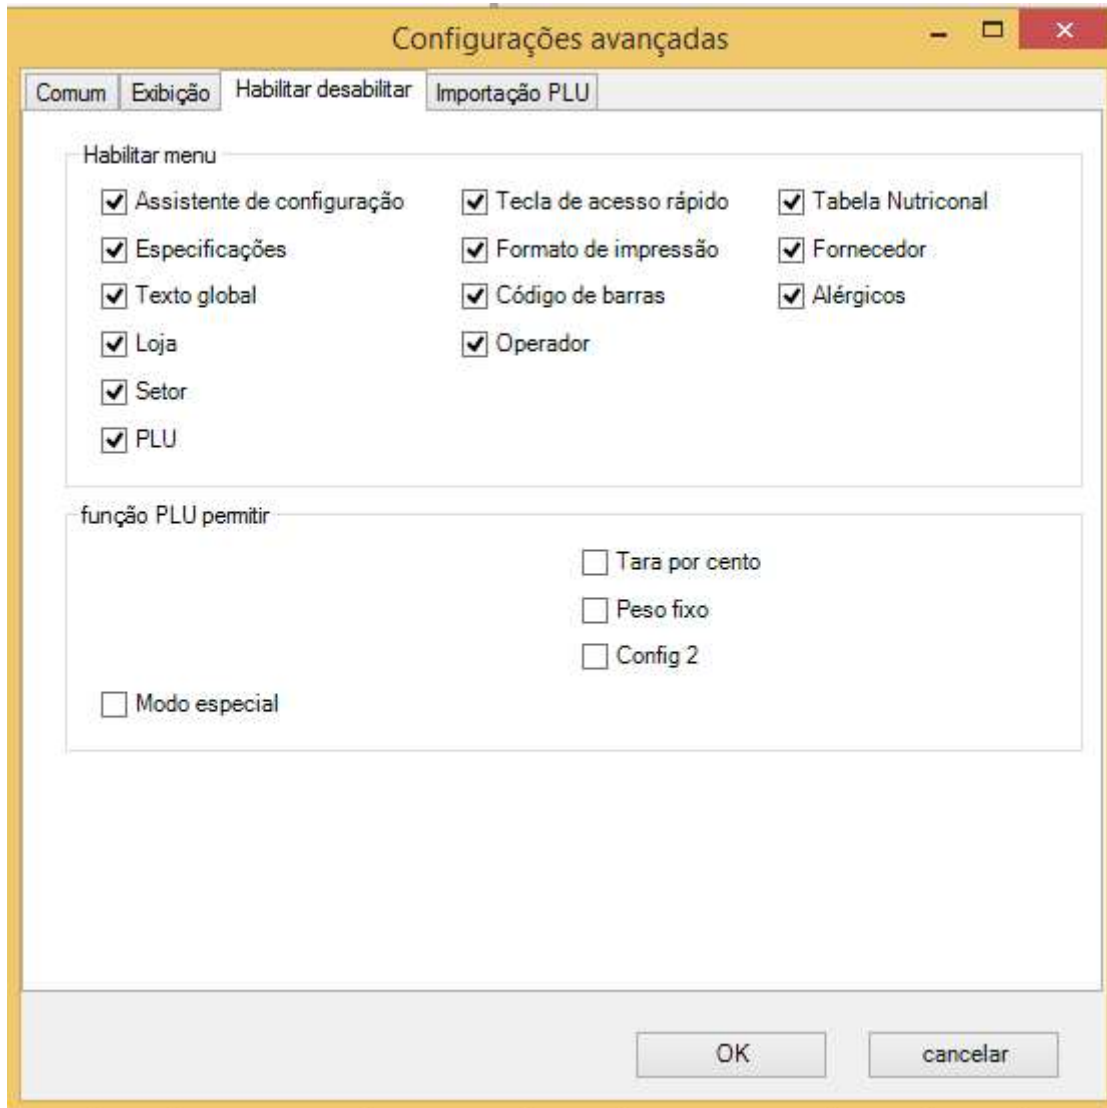 Configurações avançadas
Comum Exibição Habilitar desabilitar Importação PLU
Habilitar menu
Assistente de configuração Tecla de acesso rápido Tabela Nutriconal
Especificações Formato de impressão Fornecedor
Texto global Código de barras Alérgicos
Loja Operador
Setor
PLU
função PLU permitir
Tara por cento
Peso fixo
Config 2
Modo especial
OK cancelar